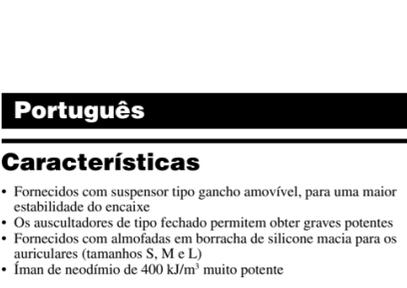 Português
Características
• Fornecidos com suspensor tipo gancho amovível, para uma maior
estabilidade do encaixe
• Os auscultadores de tipo fechado permitem obter graves potentes
• Fornecidos com almofadas em borracha de silicone macia para os
auriculares (tamanhos S, M e L)
• Íman de neodímio de 400 kJ/m³ muito potente